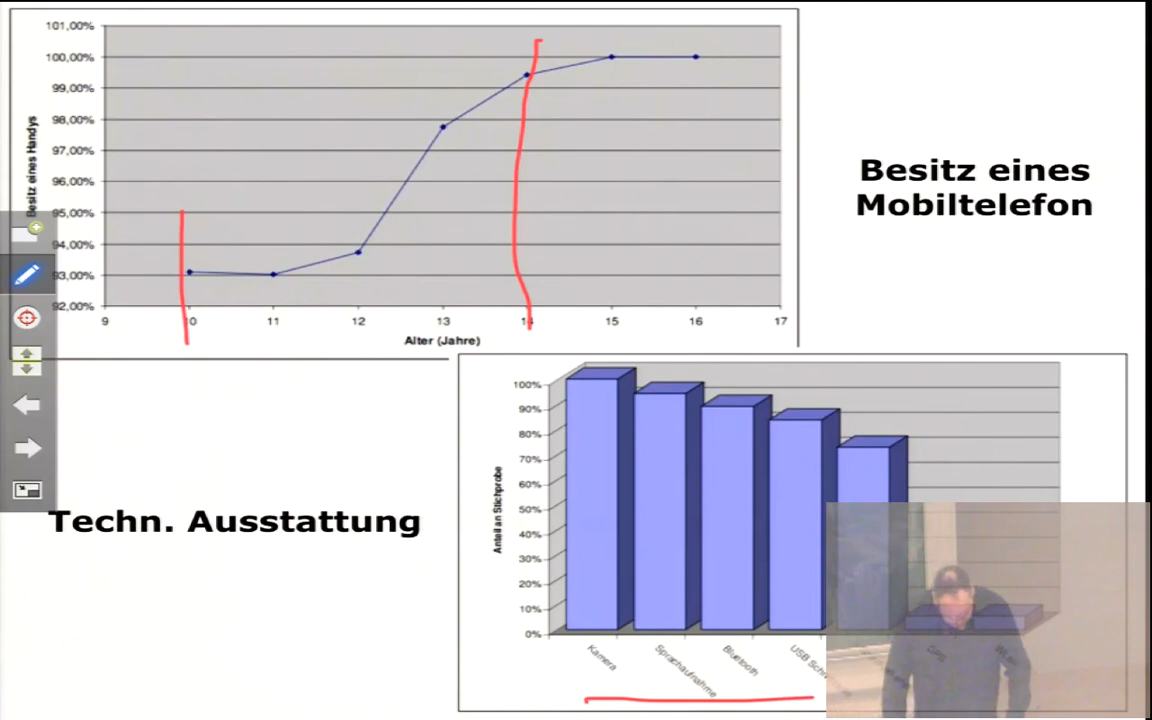 101,00%
100,00%
99,00%
98,00%
97,00%
96,00%
95,00%
94,00%
93,00%
92,00%
Besitz eines Handys
9 10 11 12 13 14 15 16 17
Alter (Jahre)
Besitz eines
Mobiltelefon
Techn. Ausstattung
100%
90%
80%
70%
60%
50%
40%
30%
20%
10%
0%
Anteil an Stichprobe
Kamera
Sprachaufnahme
Bluetooth
USB
GPS